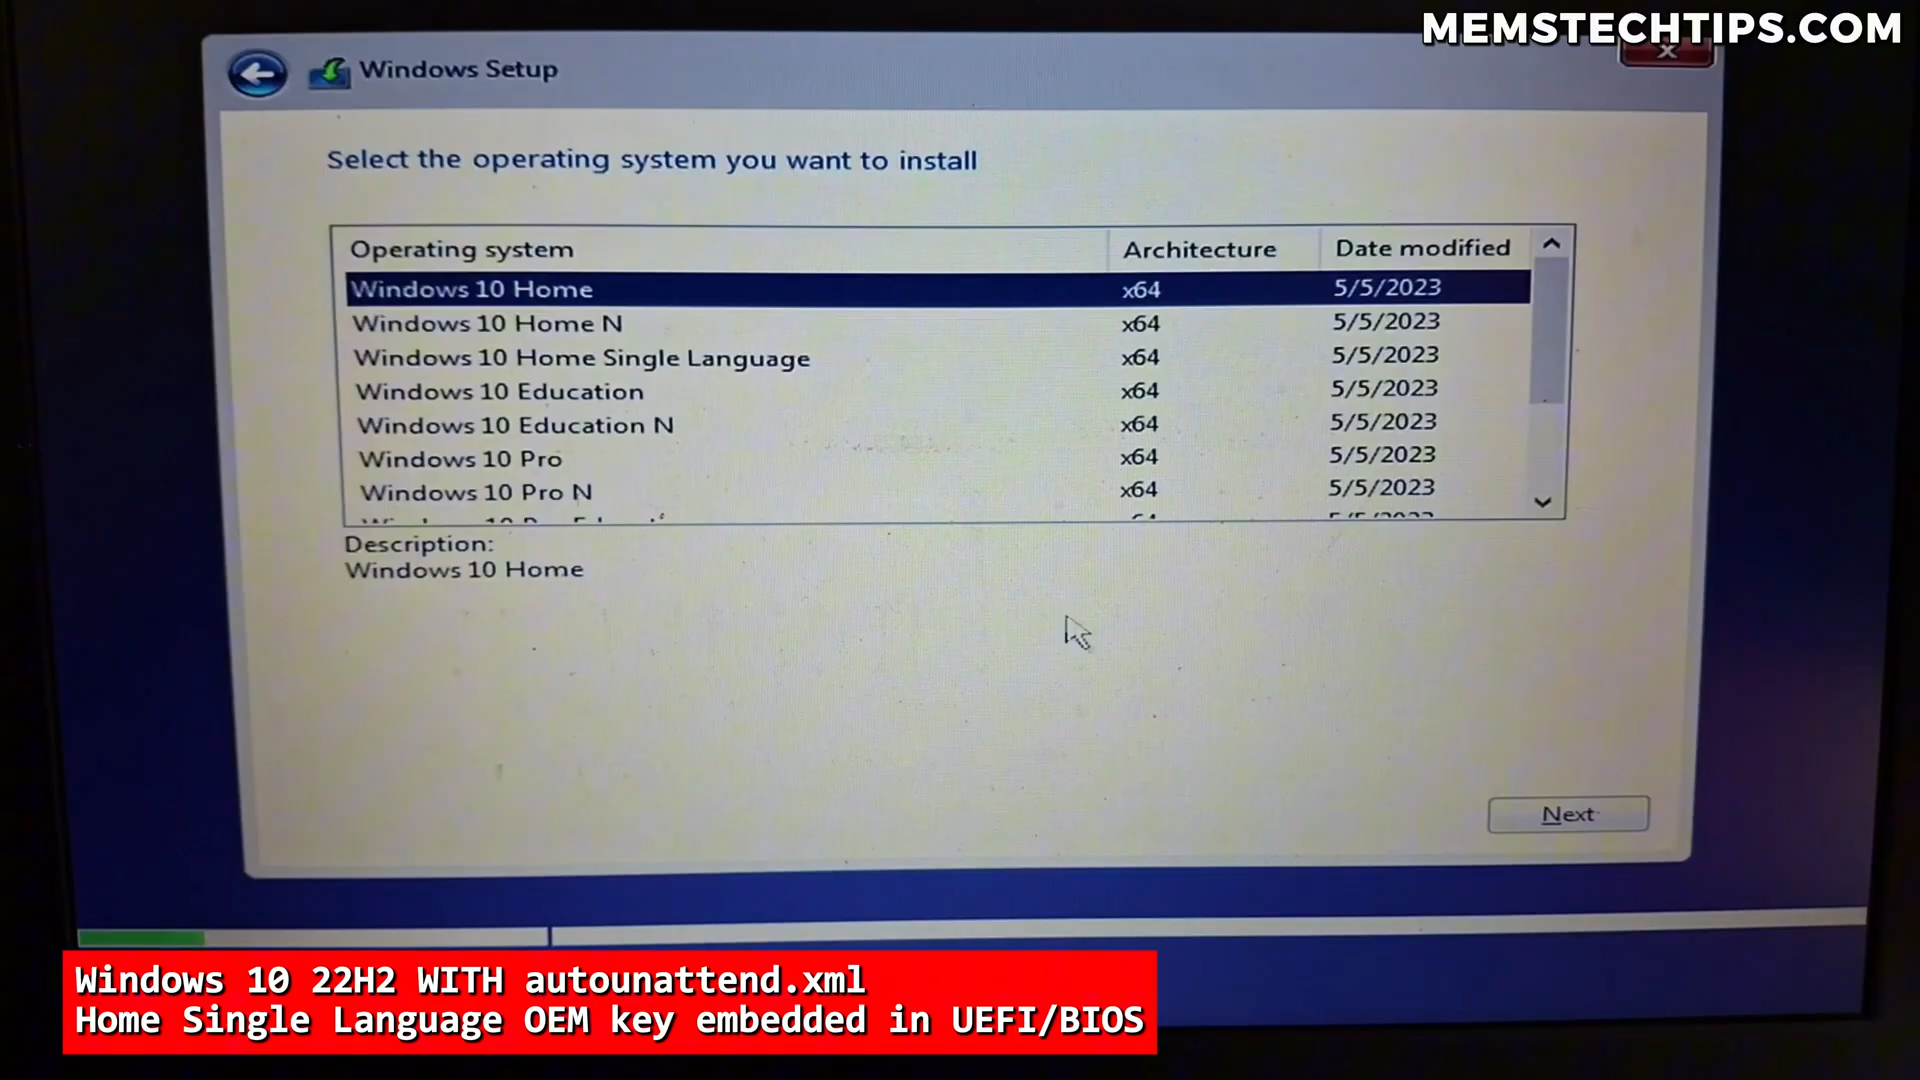 MEMSTECHTIPS.COM
Windows Setup
Select the operating system you want to install
Operating system Architecture Date modified
Windows 10 Home x64 5/5/2023
Windows 10 Home N x64 5/5/2023
Windows 10 Home Single Language x64 5/5/2023
Windows 10 Education x64 5/5/2023
Windows 10 Education N x64 5/5/2023
Windows 10 Pro x64 5/5/2023
Windows 10 Pro N x64 5/5/2023
Description:
Windows 10 Home
Next
Windows 10 22H2 WITH autounattend.xml
Home Single Language OEM key embedded in UEFI/BIOS